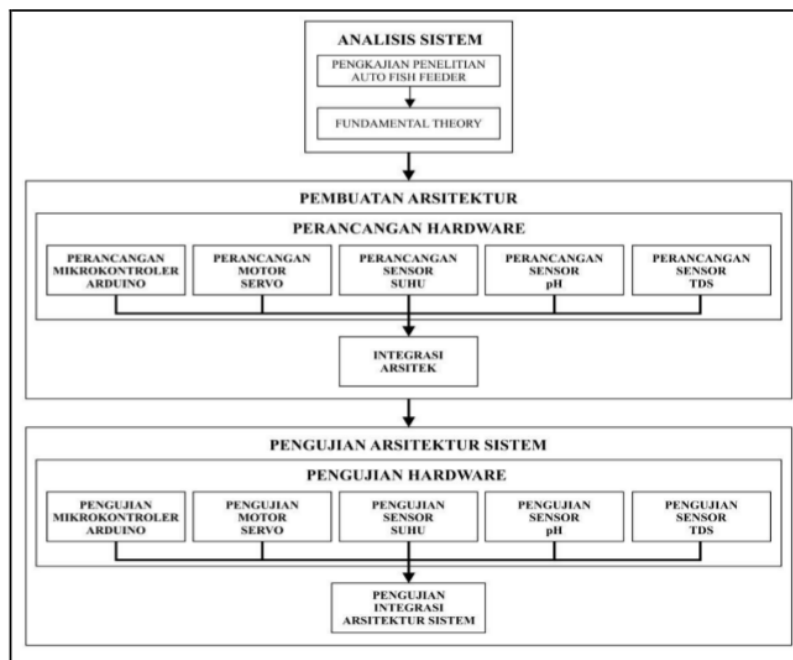 ANALISIS SISTEM
PENGKAJIAN PENELITIAN
AUTO FISH FEEDER
FUNDAMENTAL THEORY
PEMBUATAN ARSITEKTUR
PERANCANGAN HARDWARE
PERANCANGAN
MIKROKONTROLER
ARDUINO
PERANCANGAN
MOTOR
SERVO
PERANCANGAN
SENSOR
SUHU
PERANCANGAN
SENSOR
pH
PERANCANGAN
SENSOR
TDS
INTEGRASI
ARSITEK
PENGUJIAN ARSITEKTUR SISTEM
PENGUJIAN HARDWARE
PENGUJIAN
MIKROKONTROLER
ARDUINO
PENGUJIAN
MOTOR
SERVO
PENGUJIAN
SENSOR
SUHU
PENGUJIAN
SENSOR
pH
PENGUJIAN
SENSOR
TDS
PENGUJIAN
INTEGRASI
ARSITEKTUR SISTEM